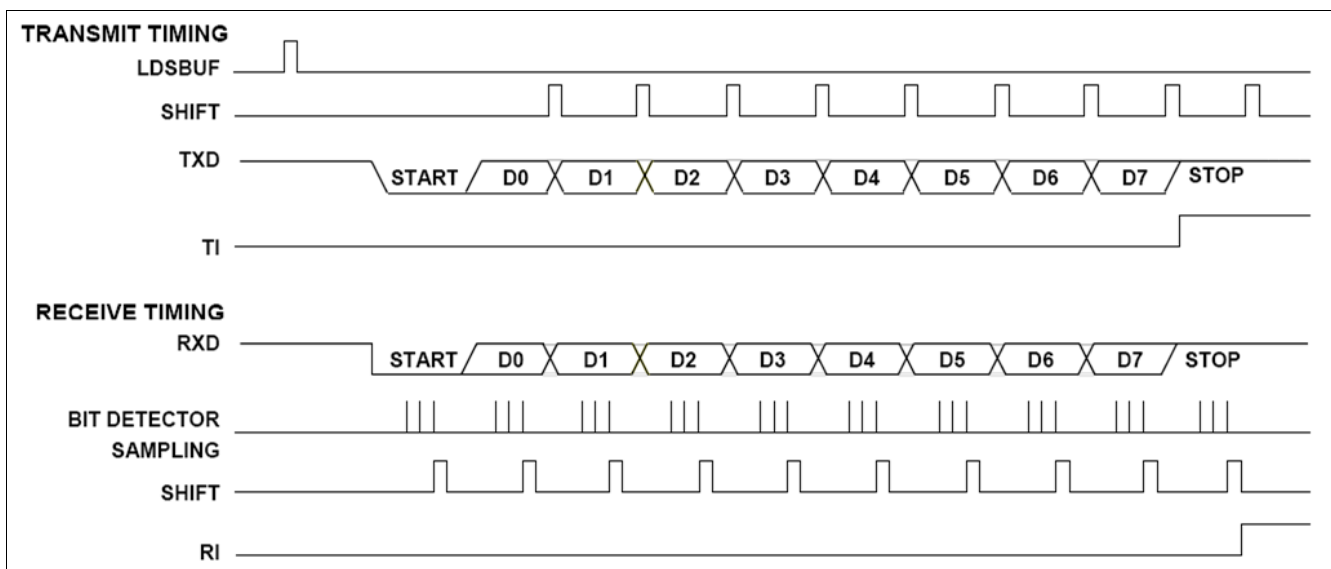 TRANSMIT TIMING
LDSBUF
SHIFT
TXD START D0 D1 D2 D3 D4 D5 D6 D7 STOP
TI
RECEIVE TIMING
RXD START D0 D1 D2 D3 D4 D5 D6 D7 STOP
BIT DETECTOR
SAMPLING
SHIFT
RI